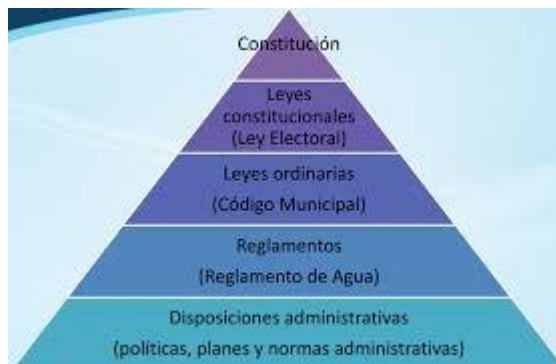 Constitución
Leyes
constitucionales
(Ley Electoral)
Leyes ordinarias
(Código Municipal)
Reglamentos
(Reglamento de Agua)
Disposiciones administrativas
(políticas, planes y normas administrativas)